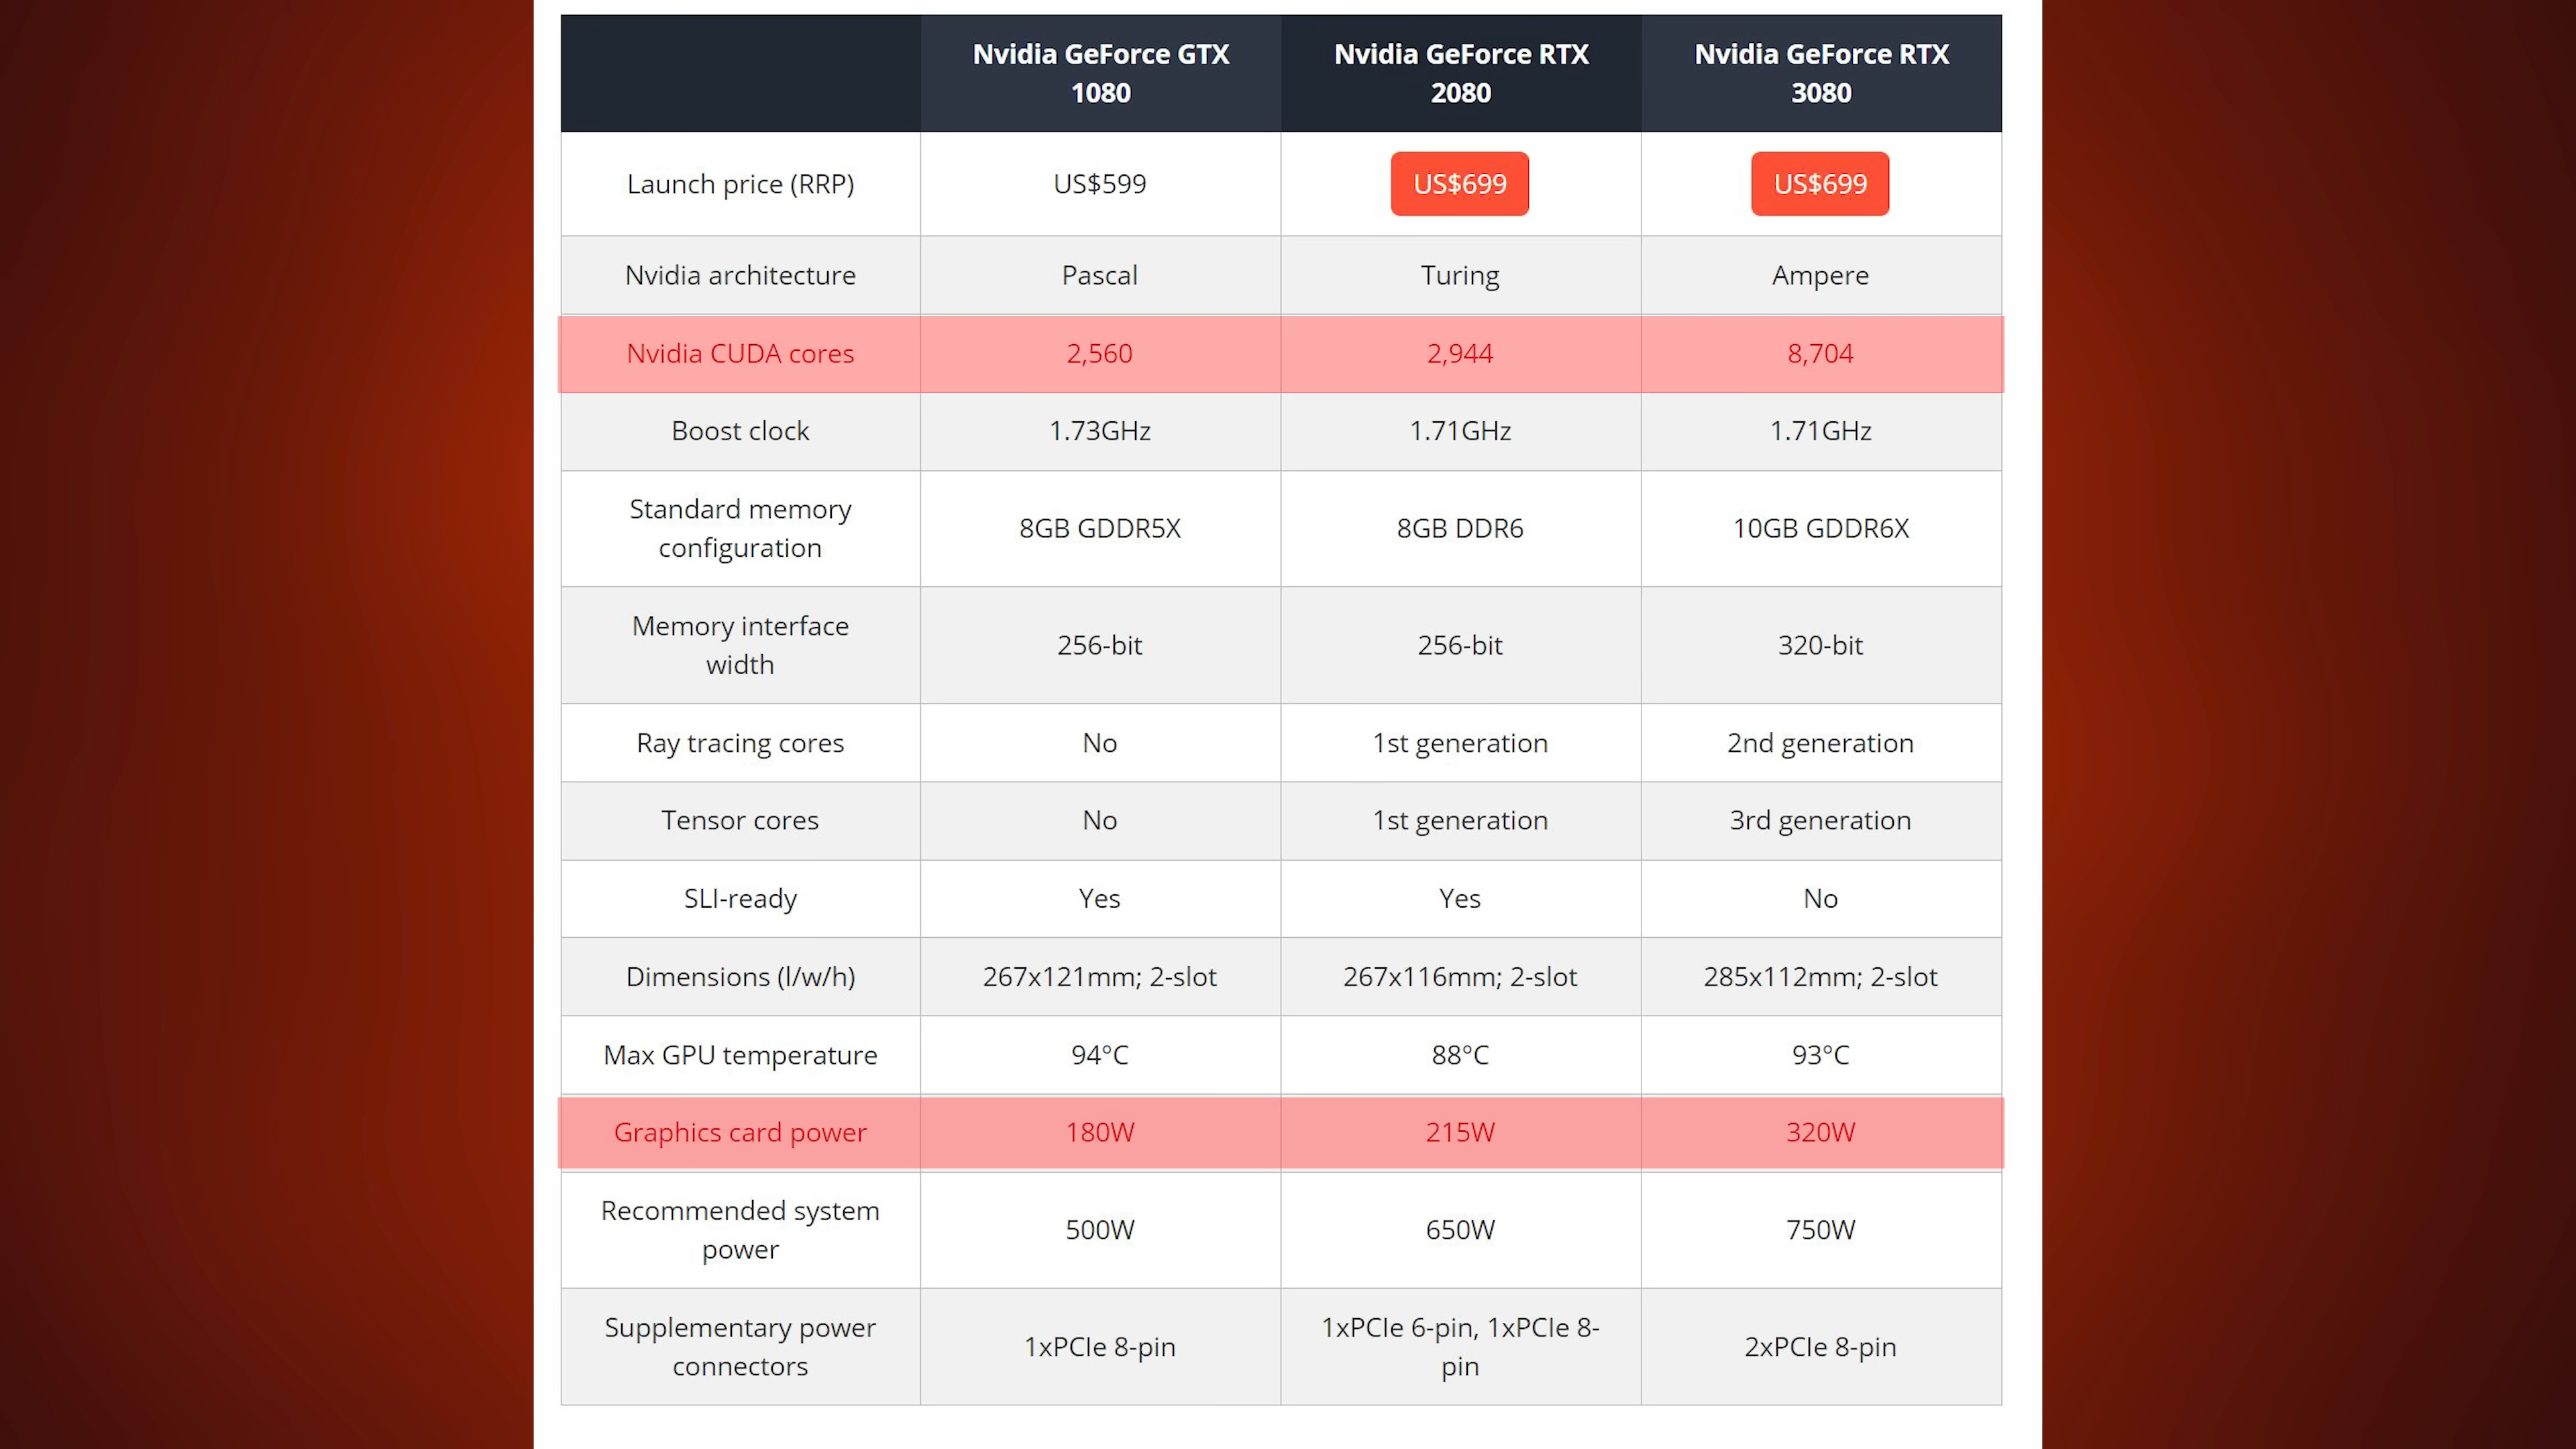 Nvidia GeForce GTX
1080
Nvidia GeForce RTX
2080
Nvidia GeForce RTX
3080
Launch price (RRP)
US$599
US$699
US$699
Nvidia architecture
Pascal
Turing
Ampere
Nvidia CUDA cores
2,560
2,944
8,704
Boost clock
1.73GHz
1.71GHz
1.71GHz
Standard memory
configuration
8GB GDDR5X
8GB DDR6
10GB GDDR6X
Memory interface
width
256-bit
256-bit
320-bit
Ray tracing cores
No
1st generation
2nd generation
Tensor cores
No
1st generation
3rd generation
SLI-ready
Yes
Yes
No
Dimensions (l/w/h)
267x121mm; 2-slot
267x116mm; 2-slot
285x112mm; 2-slot
Max GPU temperature
94°C
88°C
93°C
Graphics card power
180W
215W
320W
Recommended system
power
500W
650W
750W
Supplementary power
connectors
1xPCIe 8-pin
1xPCIe 6-pin, 1xPCIe 8-
pin
2xPCIe 8-pin